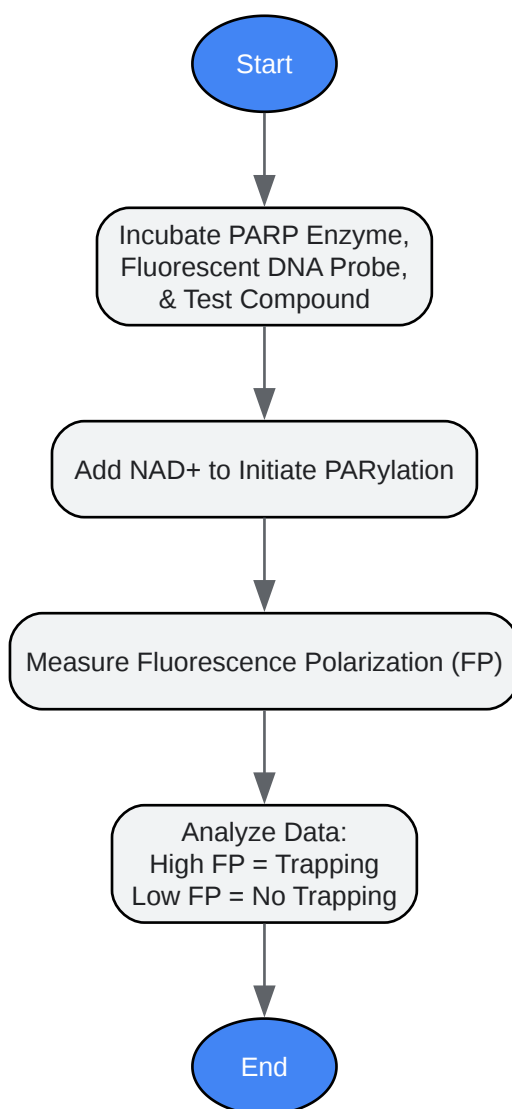 Start
Incubate PARP Enzyme,
Fluorescent DNA Probe,
& Test Compound
Add NAD+ to Initiate PARylation
Measure Fluorescence Polarization (FP)
Analyze Data:
High FP = Trapping
Low FP = No Trapping
End